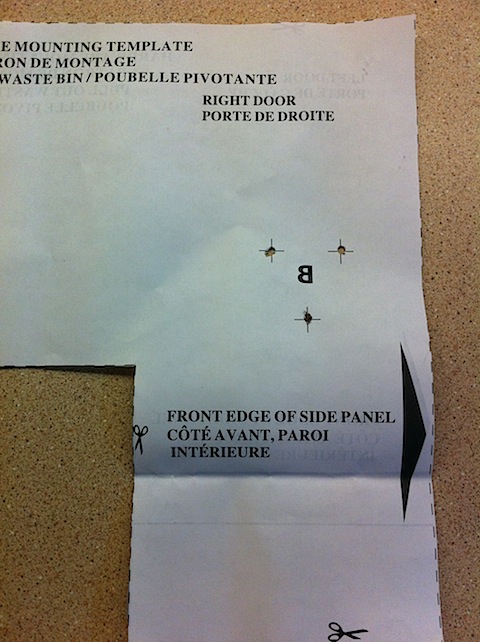 E MOUNTING TEMPLATE
RON DE MONTAGE
WASTE BIN / POUBELLE PIVOTANTE
RIGHT DOOR
PORTE DE DROITE
B
FRONT EDGE OF SIDE PANEL
CÔTÉ AVANT, PAROI
INTÉRIEURE